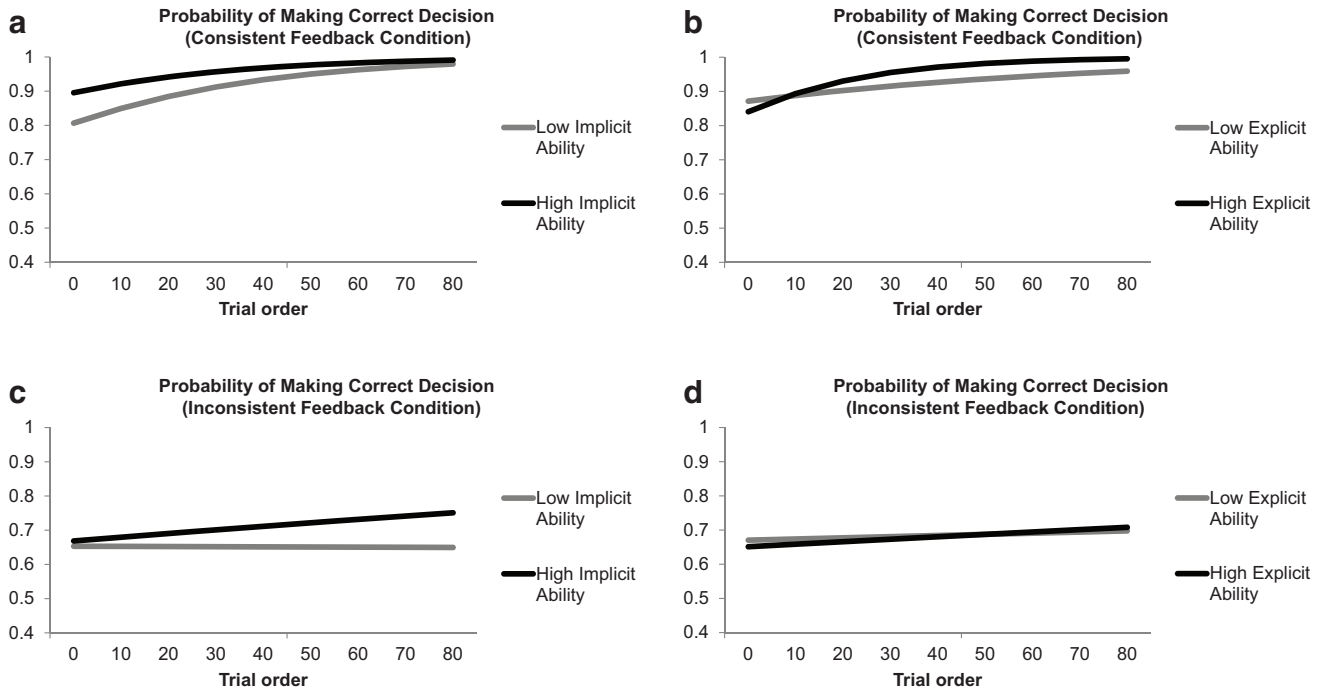 a
Probability of Making Correct Decision
(Consistent Feedback Condition)
1
0.9
0.8
0.7
0.6
0.5
0.4
0 10 20 30 40 50 60 70 80
Trial order
Low Implicit
Ability
High Implicit
Ability
b
Probability of Making Correct Decision
(Consistent Feedback Condition)
1
0.9
0.8
0.7
0.6
0.5
0.4
0 10 20 30 40 50 60 70 80
Trial order
Low Explicit
Ability
High Explicit
Ability
c
Probability of Making Correct Decision
(Inconsistent Feedback Condition)
1
0.9
0.8
0.7
0.6
0.5
0.4
0 10 20 30 40 50 60 70 80
Trial order
Low Implicit
Ability
High Implicit
Ability
d
Probability of Making Correct Decision
(Inconsistent Feedback Condition)
1
0.9
0.8
0.7
0.6
0.5
0.4
0 10 20 30 40 50 60 70 80
Trial order
Low Explicit
Ability
High Explicit
Ability